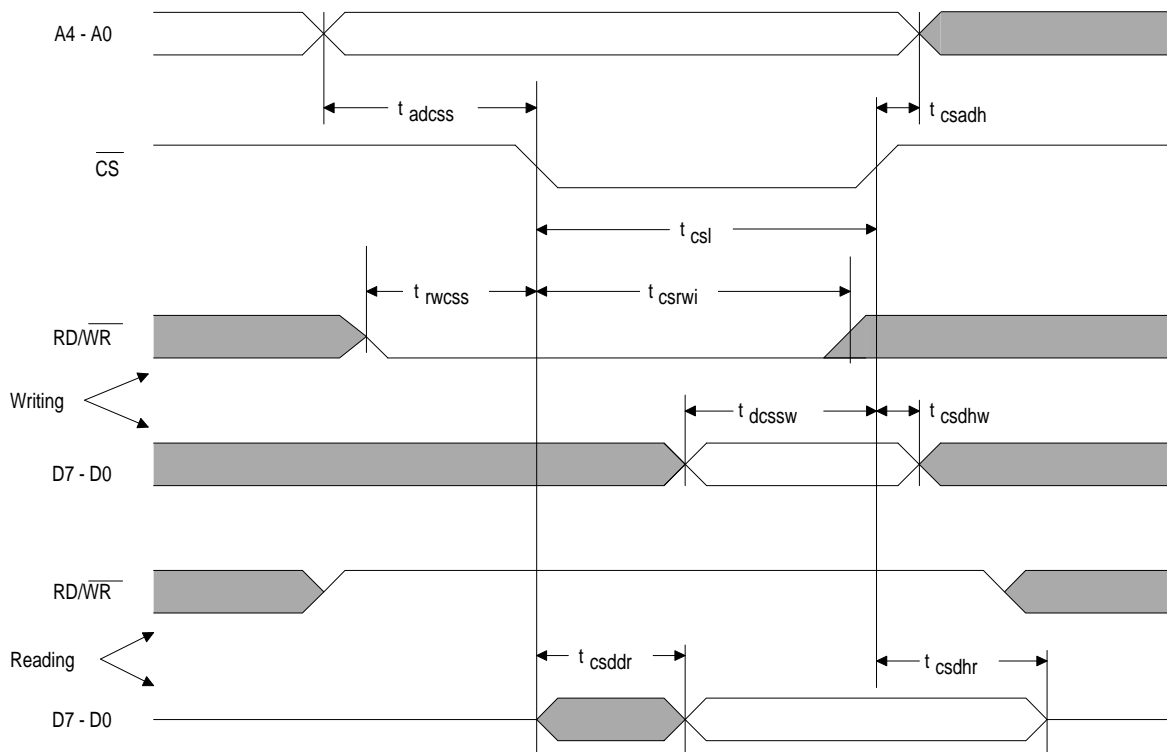 A4 - A0
t adcss
t csadh
CS
t csl
t rwcss
t csrwi
RD/WR
Writing
t dcssw
t csdhw
D7 - D0
RD/WR
Reading
t csddr
t csdhr
D7 - D0